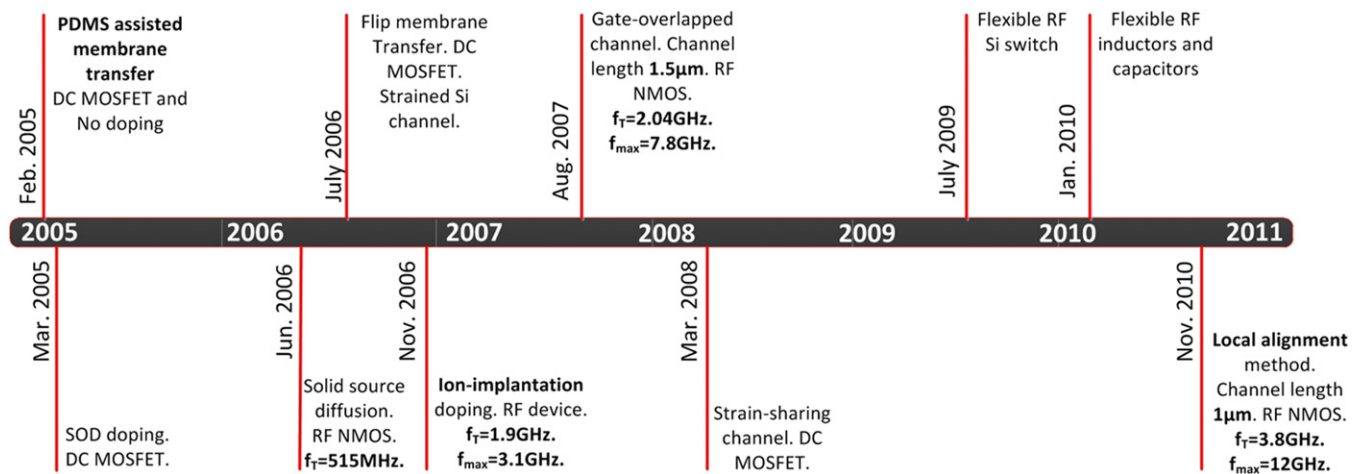 Feb. 2005
PDMS assisted
membrane
transfer
DC MOSFET and
No doping
July 2006
Flip membrane
Transfer. DC
MOSFET.
Strained Si
channel.
Aug. 2007
Gate-overlapped
channel. Channel
length 1.5µm. RF
NMOS.
fT=2.04GHz.
fmax=7.8GHz.
July 2009
Flexible RF
Si switch
Jan. 2010
Flexible RF
inductors and
capacitors
2005 2006 2007 2008 2009 2010 2011
Mar. 2005
SOD doping.
DC MOSFET.
Jun. 2006
Solid source
diffusion.
RF NMOS.
fT=515MHz.
Nov. 2006
Ion-implantation
doping. RF device.
fT=1.9GHz.
fmax=3.1GHz.
Mar. 2008
Strain-sharing
channel. DC
MOSFET.
Nov. 2010
Local alignment
method.
Channel length
1µm. RF NMOS.
fT=3.8GHz.
fmax=12GHz.